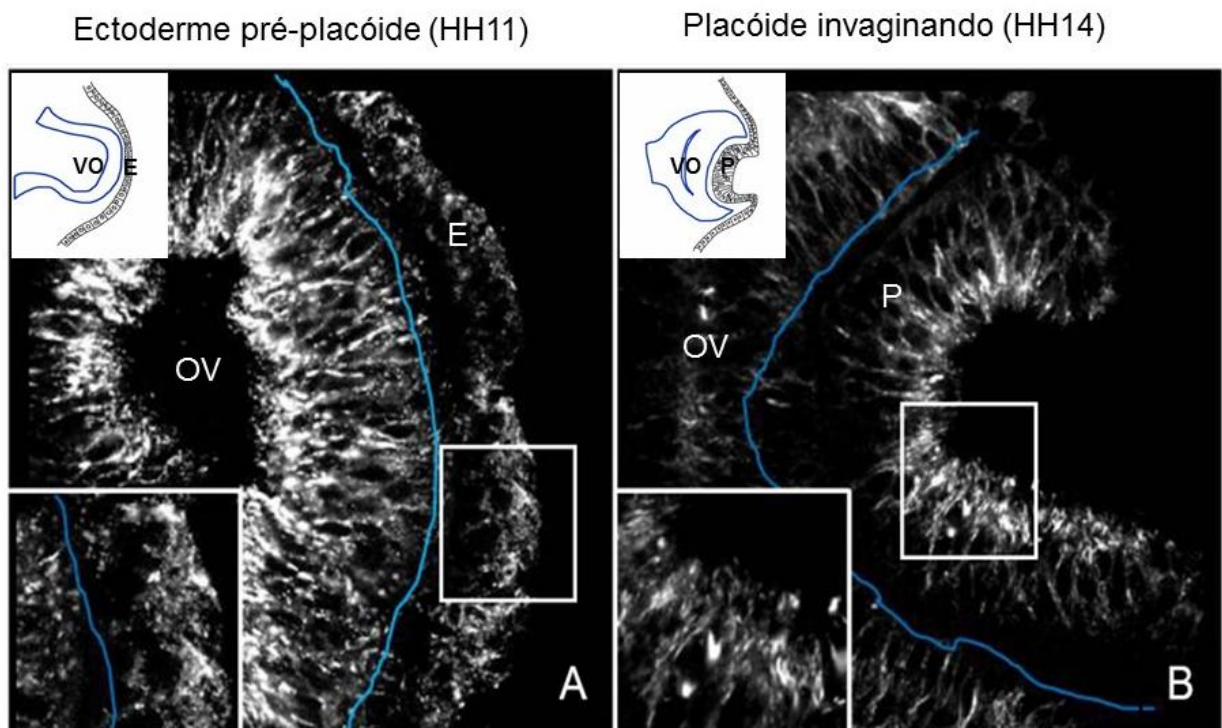 Ectoderme pré-placóide (HH11)
Placóide invaginando (HH14)
VO E
E
OV
A
VO P
P
OV
B